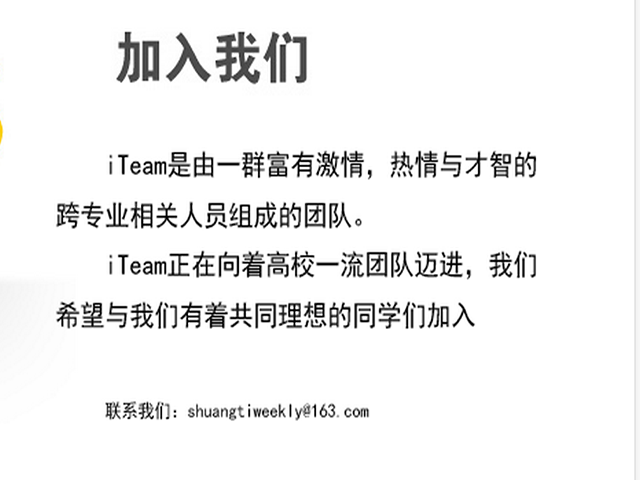 加入我们
iTeam是由一群富有激情，热情与才智的
跨专业相关人员组成的团队。
iTeam正在向着高校一流团队迈进，我们
希望与我们有着共同理想的同学们加入
联系我们：shuangtiweekly@163.com